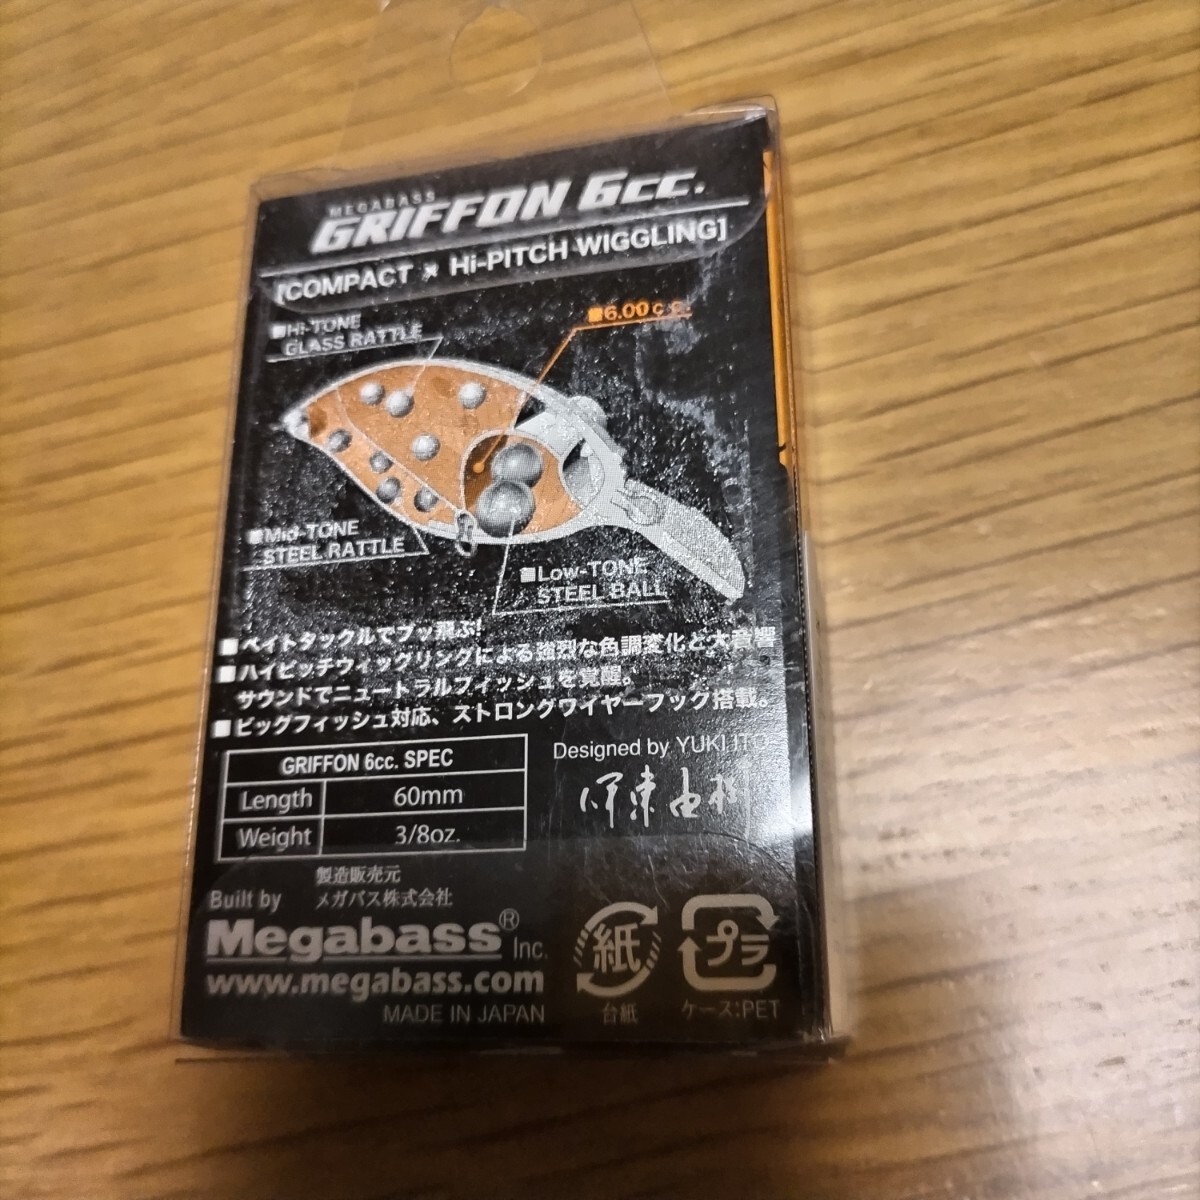 MEGABASS
GRIFFON 6cc.
[COMPACT × Hi-PITCH WIGGLING]
■Hi-TONE
GLASS RATTLE
■6.00c.c.
■Mid-TONE
STEEL RATTLE
■Low-TONE
STEEL BALL
■ベイトタックルでブッ飛ぶ!
■ハイピッチウィッグリングによる強烈な色調変化と大音響
サウンドでニュートラルフィッシュを覚醒。
■ビッグフィッシュ対応、ストロングワイヤーフック搭載。
GRIFFON 6cc. SPEC
Length 60mm
Weight 3/8oz.
Designed by YUKI ITO
伊東由樹
製造販売元
Built by メガバス株式会社
Megabass® Inc.
www.megabass.com
MADE IN JAPAN
紙
台紙
プラ
ケース:PET